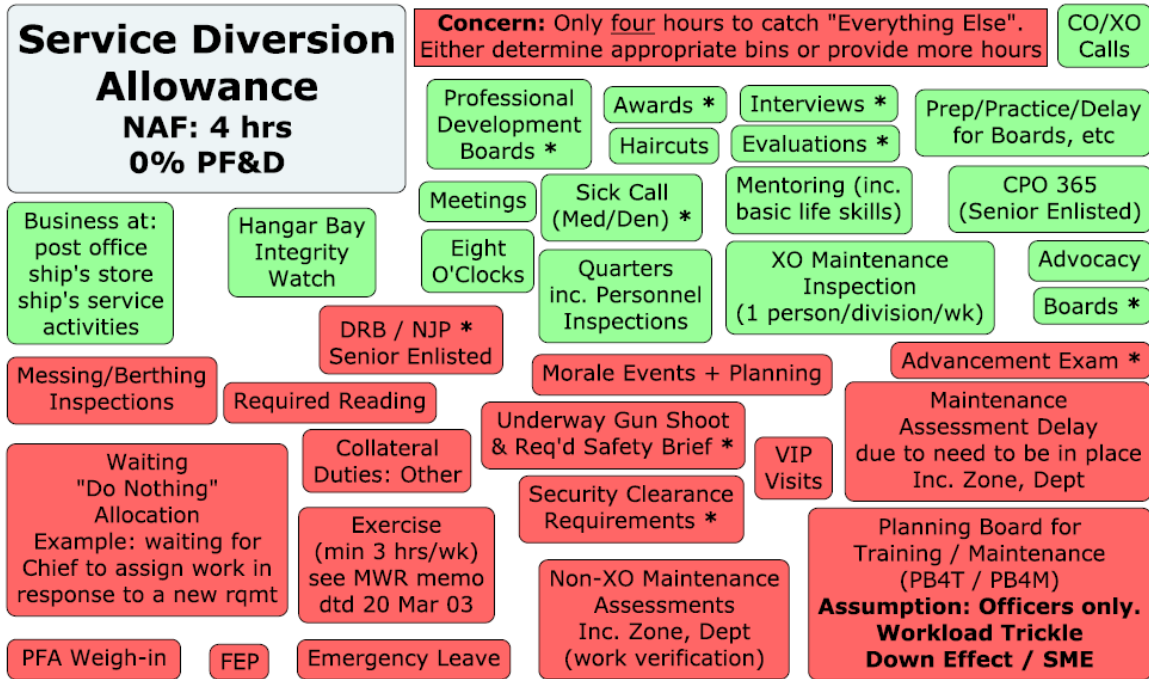 Service Diversion
Allowance
NAF: 4 hrs
0% PF&D
Concern: Only four hours to catch "Everything Else".
Either determine appropriate bins or provide more hours
CO/XO
Calls
Professional
Development
Boards *
Awards *
Haircuts
Interviews *
Evaluations *
Prep/Practice/Delay
for Boards, etc
Meetings
Sick Call
(Med/Den) *
Mentoring (inc.
basic life skills)
CPO 365
(Senior Enlisted)
Business at:
post office
ship's store
ship's service
activities
Hangar Bay
Integrity
Watch
Eight
O'Clocks
Quarters
inc. Personnel
Inspections
XO Maintenance
Inspection
(1 person/division/wk)
Advocacy
Boards *
DRB / NJP *
Senior Enlisted
Messing/Berthing
Inspections
Required Reading
Morale Events + Planning
Advancement Exam *
Underway Gun Shoot
& Req'd Safety Brief *
Maintenance
Assessment Delay
due to need to be in place
Inc. Zone, Dept
Waiting
"Do Nothing"
Allocation
Example: waiting for
Chief to assign work in
response to a new rqmt
Collateral
Duties: Other
VIP
Visits
Security Clearance
Requirements *
Exercise
(min 3 hrs/wk)
see MWR memo
dtd 20 Mar 03
Non-XO Maintenance
Assessments
Inc. Zone, Dept
(work verification)
Planning Board for
Training / Maintenance
(PB4T / PB4M)
Assumption: Officers only.
Workload Trickle
Down Effect / SME
PFA Weigh-in
FEP
Emergency Leave